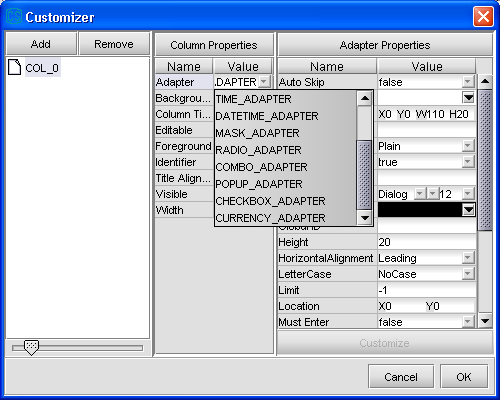 Customizer
Add Remove
COL_0
Column Properties
Name Value
Adapter .DAPTER
Backgrou...
Column Ti...
Editable
Foreground
Identifier
Title Align...
Visible
Width
TIME_ADAPTER
DATETIME_ADAPTER
MASK_ADAPTER
RADIO_ADAPTER
COMBO_ADAPTER
POPUP_ADAPTER
CHECKBOX_ADAPTER
CURRENCY_ADAPTER
Adapter Properties
Name Value
Auto Skip false
X0 Y0 W110 H20
Plain
true
Dialog 12
GlobalID
Height 20
HorizontalAlignment Leading
LetterCase NoCase
Limit -1
Location X0 Y0
Must Enter false
Customize
Cancel OK